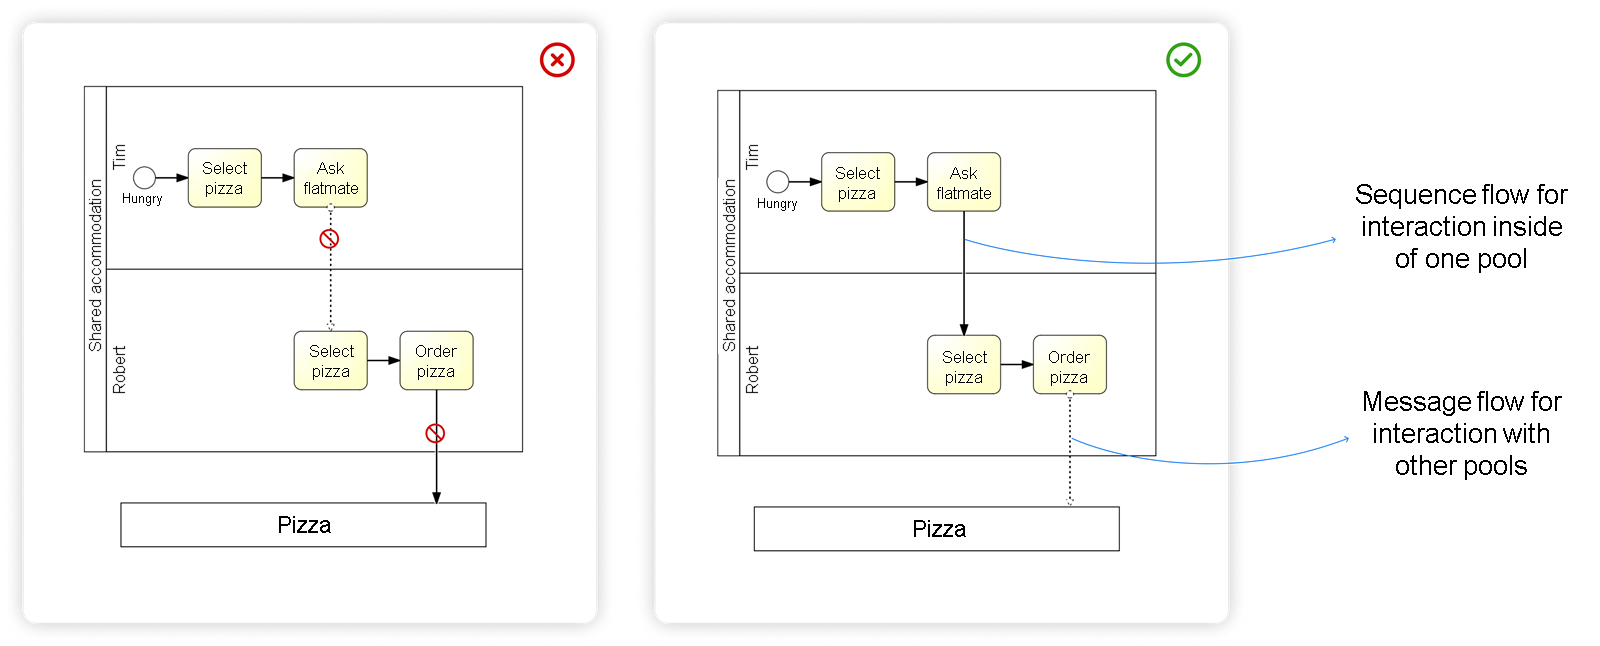 Shared accommodation
Tim
Hungry
Select
pizza
Ask
flatmate
Robert
Select
pizza
Order
pizza
Pizza
Shared accommodation
Tim
Hungry
Select
pizza
Ask
flatmate
Robert
Select
pizza
Order
pizza
Pizza
Sequence flow for
interaction inside
of one pool
Message flow for
interaction with
other pools